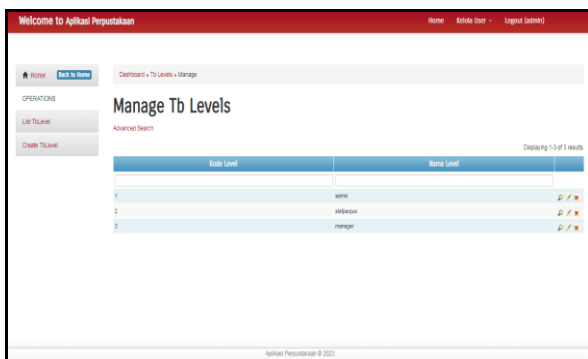 Welcome to Aplikasi Perpustakaan
Home Kelola User Logout (admin)
Home Back to Home
Dashboard » Tb Levels » Manage
OPERATIONS
List TbLevel
Create TbLevel
Manage Tb Levels
Advanced Search
Displaying 1-3 of 3 results.
Kode Level Nama Level
1 admin
2
3 manager
Aplikasi Perpustakaan © 2023